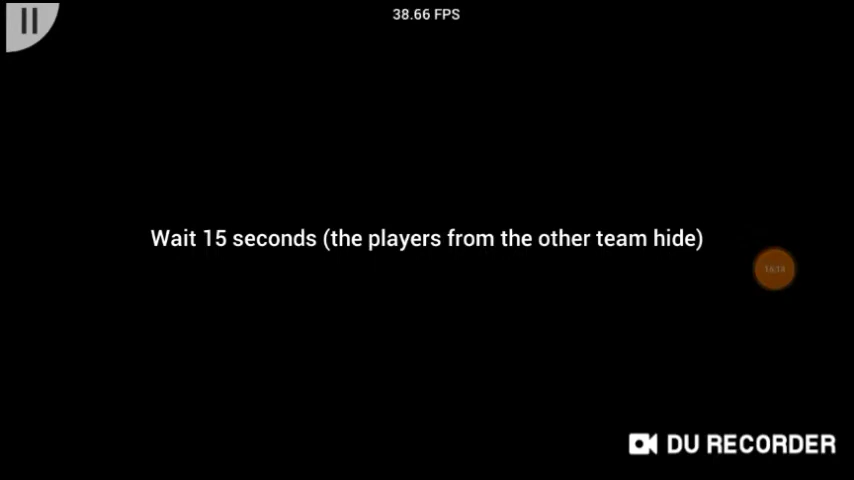 38.66 FPS
Wait 15 seconds (the players from the other team hide)
DU RECORDER